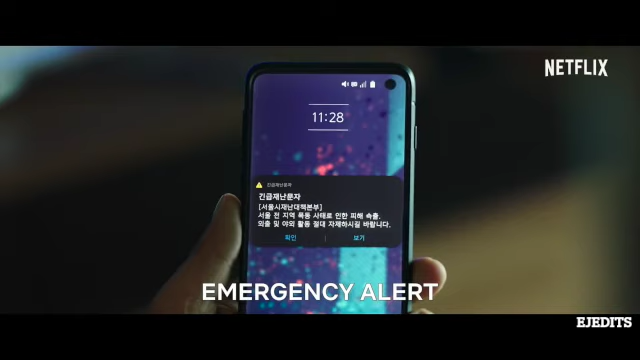 NETFLIX
11:28
긴급재난문자
긴급재난문자
[서울시재난대책본부]
서울 전 지역 폭동 사태로 인한 피해 속출.
외출 및 야외 활동 절대 자제하시길 바랍니다.
확인
보기
EMERGENCY ALERT
EJEDITS